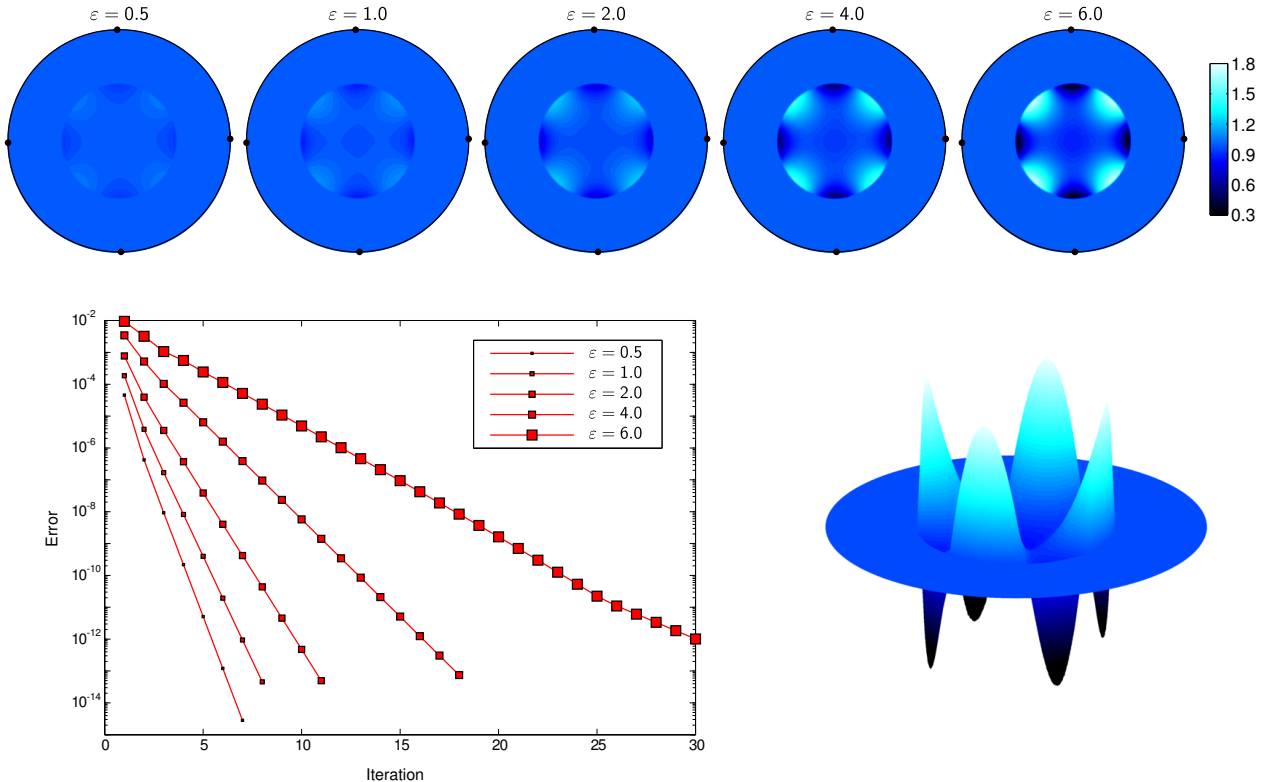 ε = 0.5
ε = 1.0
ε = 2.0
ε = 4.0
ε = 6.0
1.8
1.5
1.2
0.9
0.6
0.3
10^-2
10^-4
10^-6
10^-8
10^-10
10^-12
10^-14
Error
0 5 10 15 20 25 30
Iteration
ε = 0.5
ε = 1.0
ε = 2.0
ε = 4.0
ε = 6.0